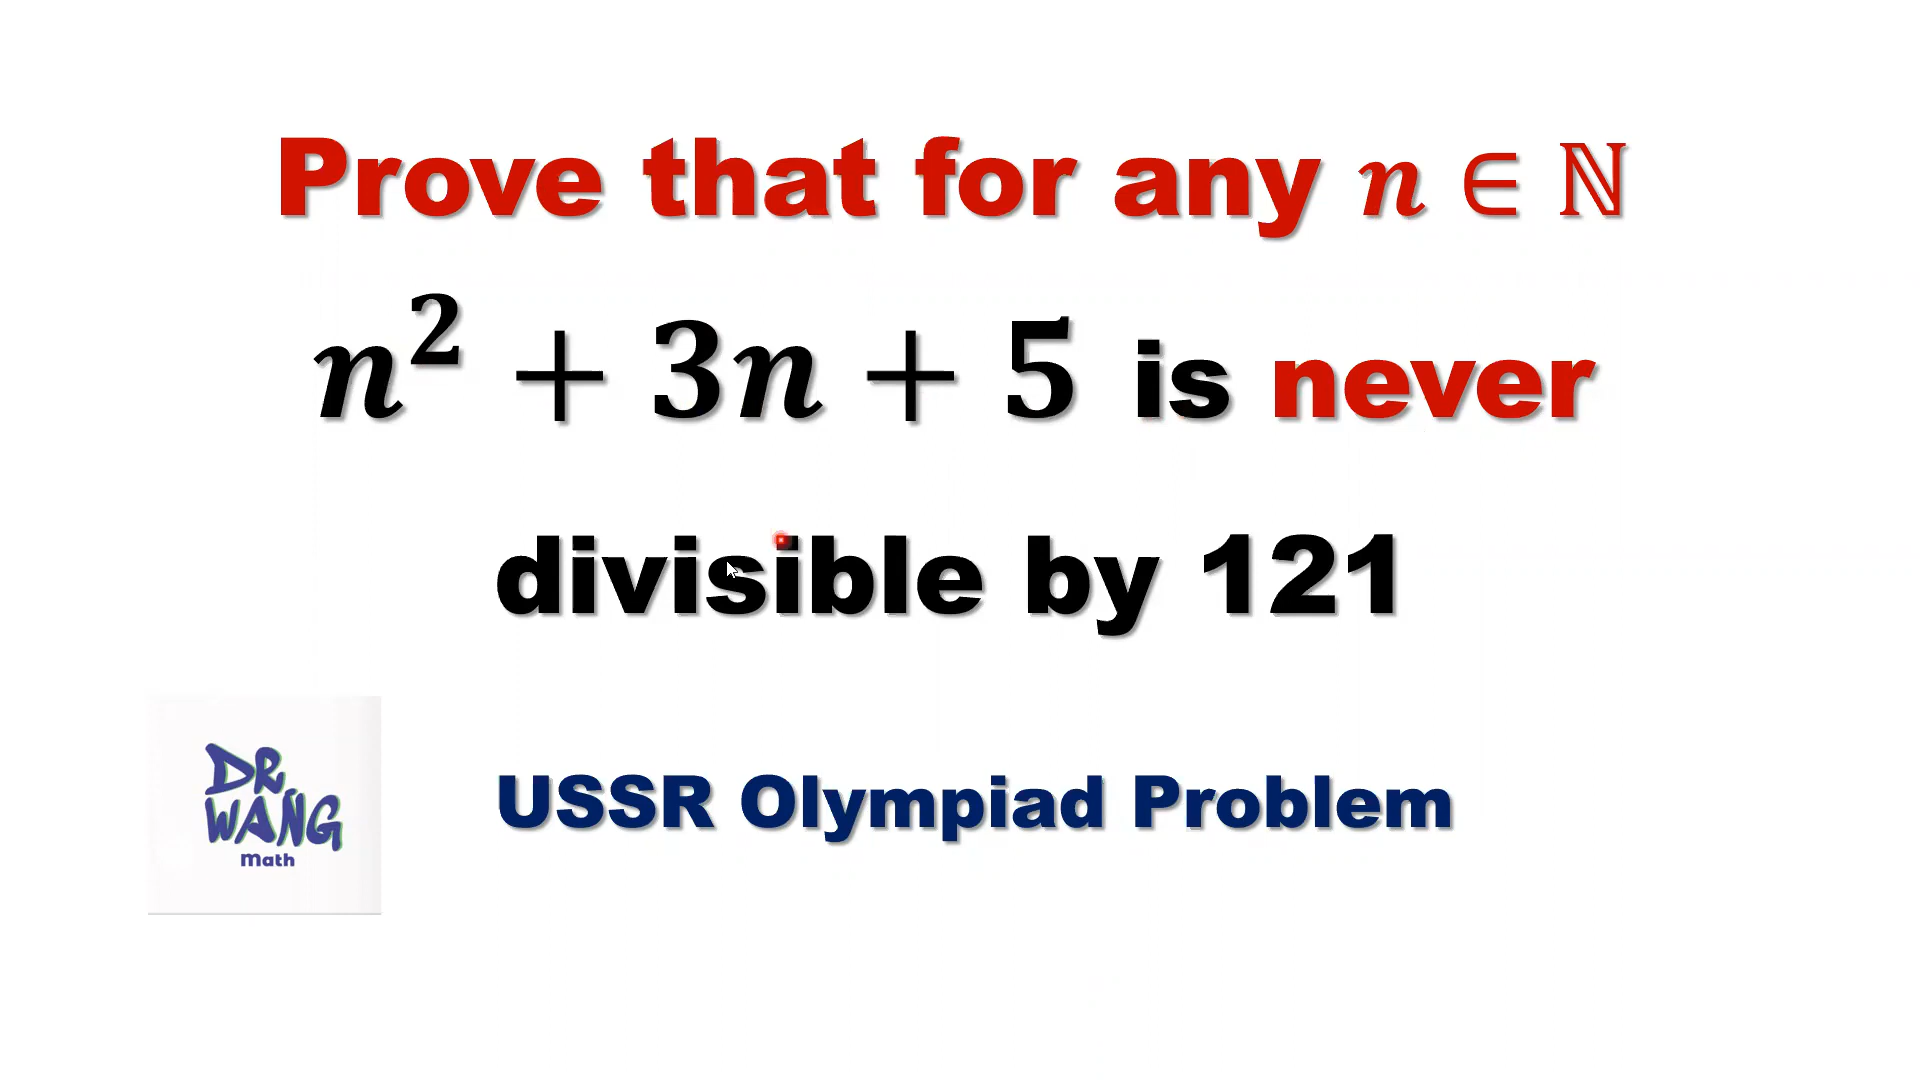 Prove that for any n ∈ ℕ
n² + 3n + 5 is never
divisible by 121
DR
WANG
math
USSR Olympiad Problem